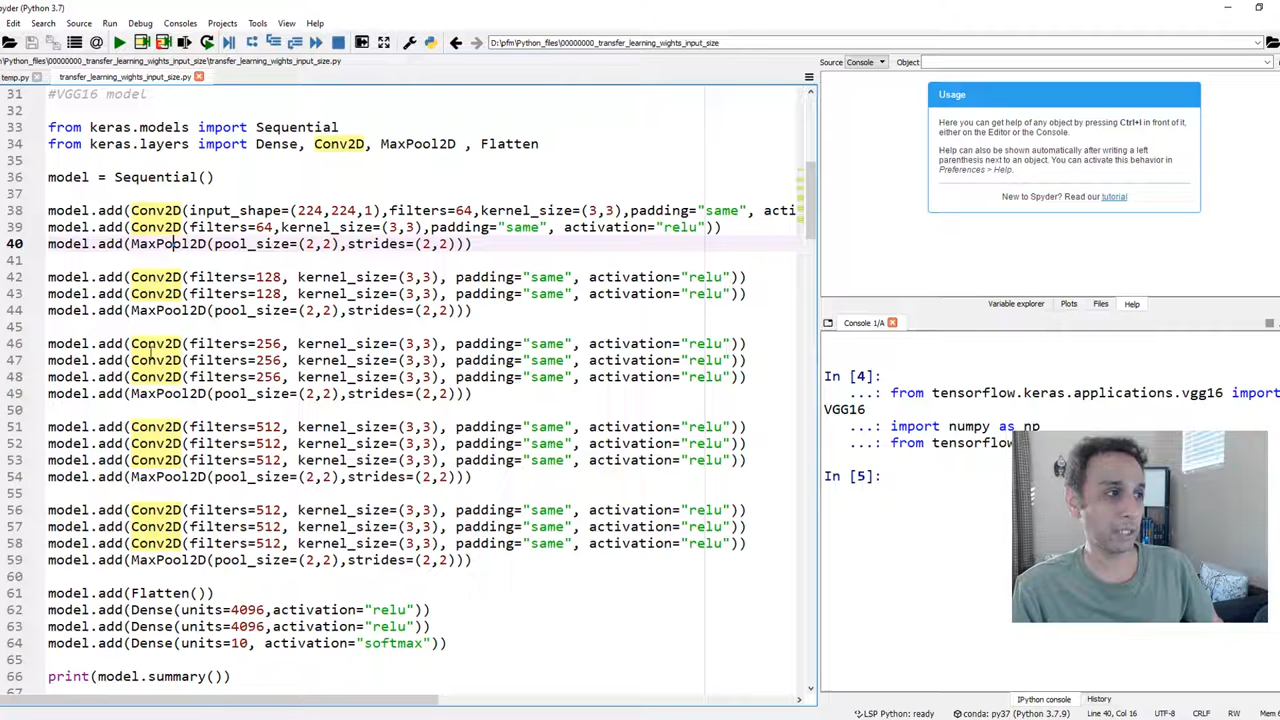 pyder (Python 3.7)
File Edit Search Source Run Debug Consoles Projects Tools View Help
D:\pfm\Python_files\00000000_transfer_learning_wights_input_size
ython_files\00000000_transfer_learning_wights_input_size\transfer_learning_wights_input_size.py
temp.py transfer_learning_wights_input_size.py
31 #VGG16 model
32
33 from keras.models import Sequential
34 from keras.layers import Dense, Conv2D, MaxPool2D , Flatten
35
36 model = Sequential()
37
38 model.add(Conv2D(input_shape=(224,224,1),filters=64,kernel_size=(3,3),padding="same", acti
39 model.add(Conv2D(filters=64,kernel_size=(3,3),padding="same", activation="relu"))
40 model.add(MaxPool2D(pool_size=(2,2),strides=(2,2)))
41
42 model.add(Conv2D(filters=128, kernel_size=(3,3), padding="same", activation="relu"))
43 model.add(Conv2D(filters=128, kernel_size=(3,3), padding="same", activation="relu"))
44 model.add(MaxPool2D(pool_size=(2,2),strides=(2,2)))
45
46 model.add(Conv2D(filters=256, kernel_size=(3,3), padding="same", activation="relu"))
47 model.add(Conv2D(filters=256, kernel_size=(3,3), padding="same", activation="relu"))
48 model.add(Conv2D(filters=256, kernel_size=(3,3), padding="same", activation="relu"))
49 model.add(MaxPool2D(pool_size=(2,2),strides=(2,2)))
50
51 model.add(Conv2D(filters=512, kernel_size=(3,3), padding="same", activation="relu"))
52 model.add(Conv2D(filters=512, kernel_size=(3,3), padding="same", activation="relu"))
53 model.add(Conv2D(filters=512, kernel_size=(3,3), padding="same", activation="relu"))
54 model.add(MaxPool2D(pool_size=(2,2),strides=(2,2)))
55
56 model.add(Conv2D(filters=512, kernel_size=(3,3), padding="same", activation="relu"))
57 model.add(Conv2D(filters=512, kernel_size=(3,3), padding="same", activation="relu"))
58 model.add(Conv2D(filters=512, kernel_size=(3,3), padding="same", activation="relu"))
59 model.add(MaxPool2D(pool_size=(2,2),strides=(2,2)))
60
61 model.add(Flatten())
62 model.add(Dense(units=4096,activation="relu"))
63 model.add(Dense(units=4096,activation="relu"))
64 model.add(Dense(units=10, activation="softmax"))
65
66 print(model.summary())
Source Console Object
Usage
Here you can get help of any object by pressing Ctrl+I in front of it,
either on the Editor or the Console.
Help can also be shown automatically after writing a left
parenthesis next to an object. You can activate this behavior in
Preferences > Help.
New to Spyder? Read our tutorial
Variable explorer Plots Files Help
Console 1/A
In [4]:
...: from tensorflow.keras.applications.vgg16 import
VGG16
...: import numpy as np
...: from tensorflow
In [5]:
IPython console History
LSP Python: ready conda: py37 (Python 3.7.9) Line 40, Col 16 UTF-8 CRLF RW Mem 6